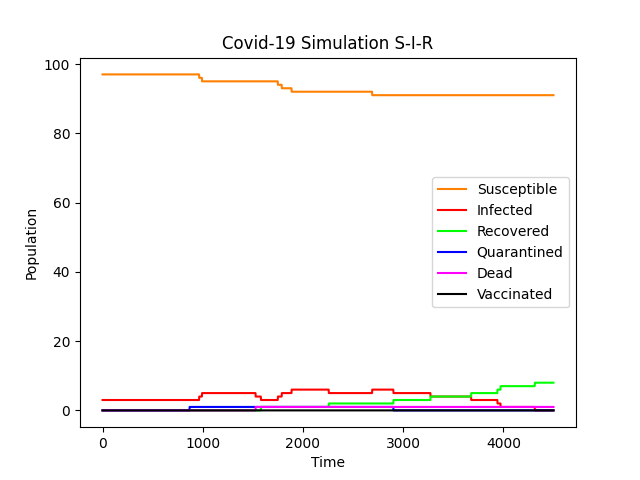 Covid-19 Simulation S-I-R
100
80
60
40
20
0
Population
Susceptible
Infected
Recovered
Quarantined
Dead
Vaccinated
0 1000 2000 3000 4000
Time